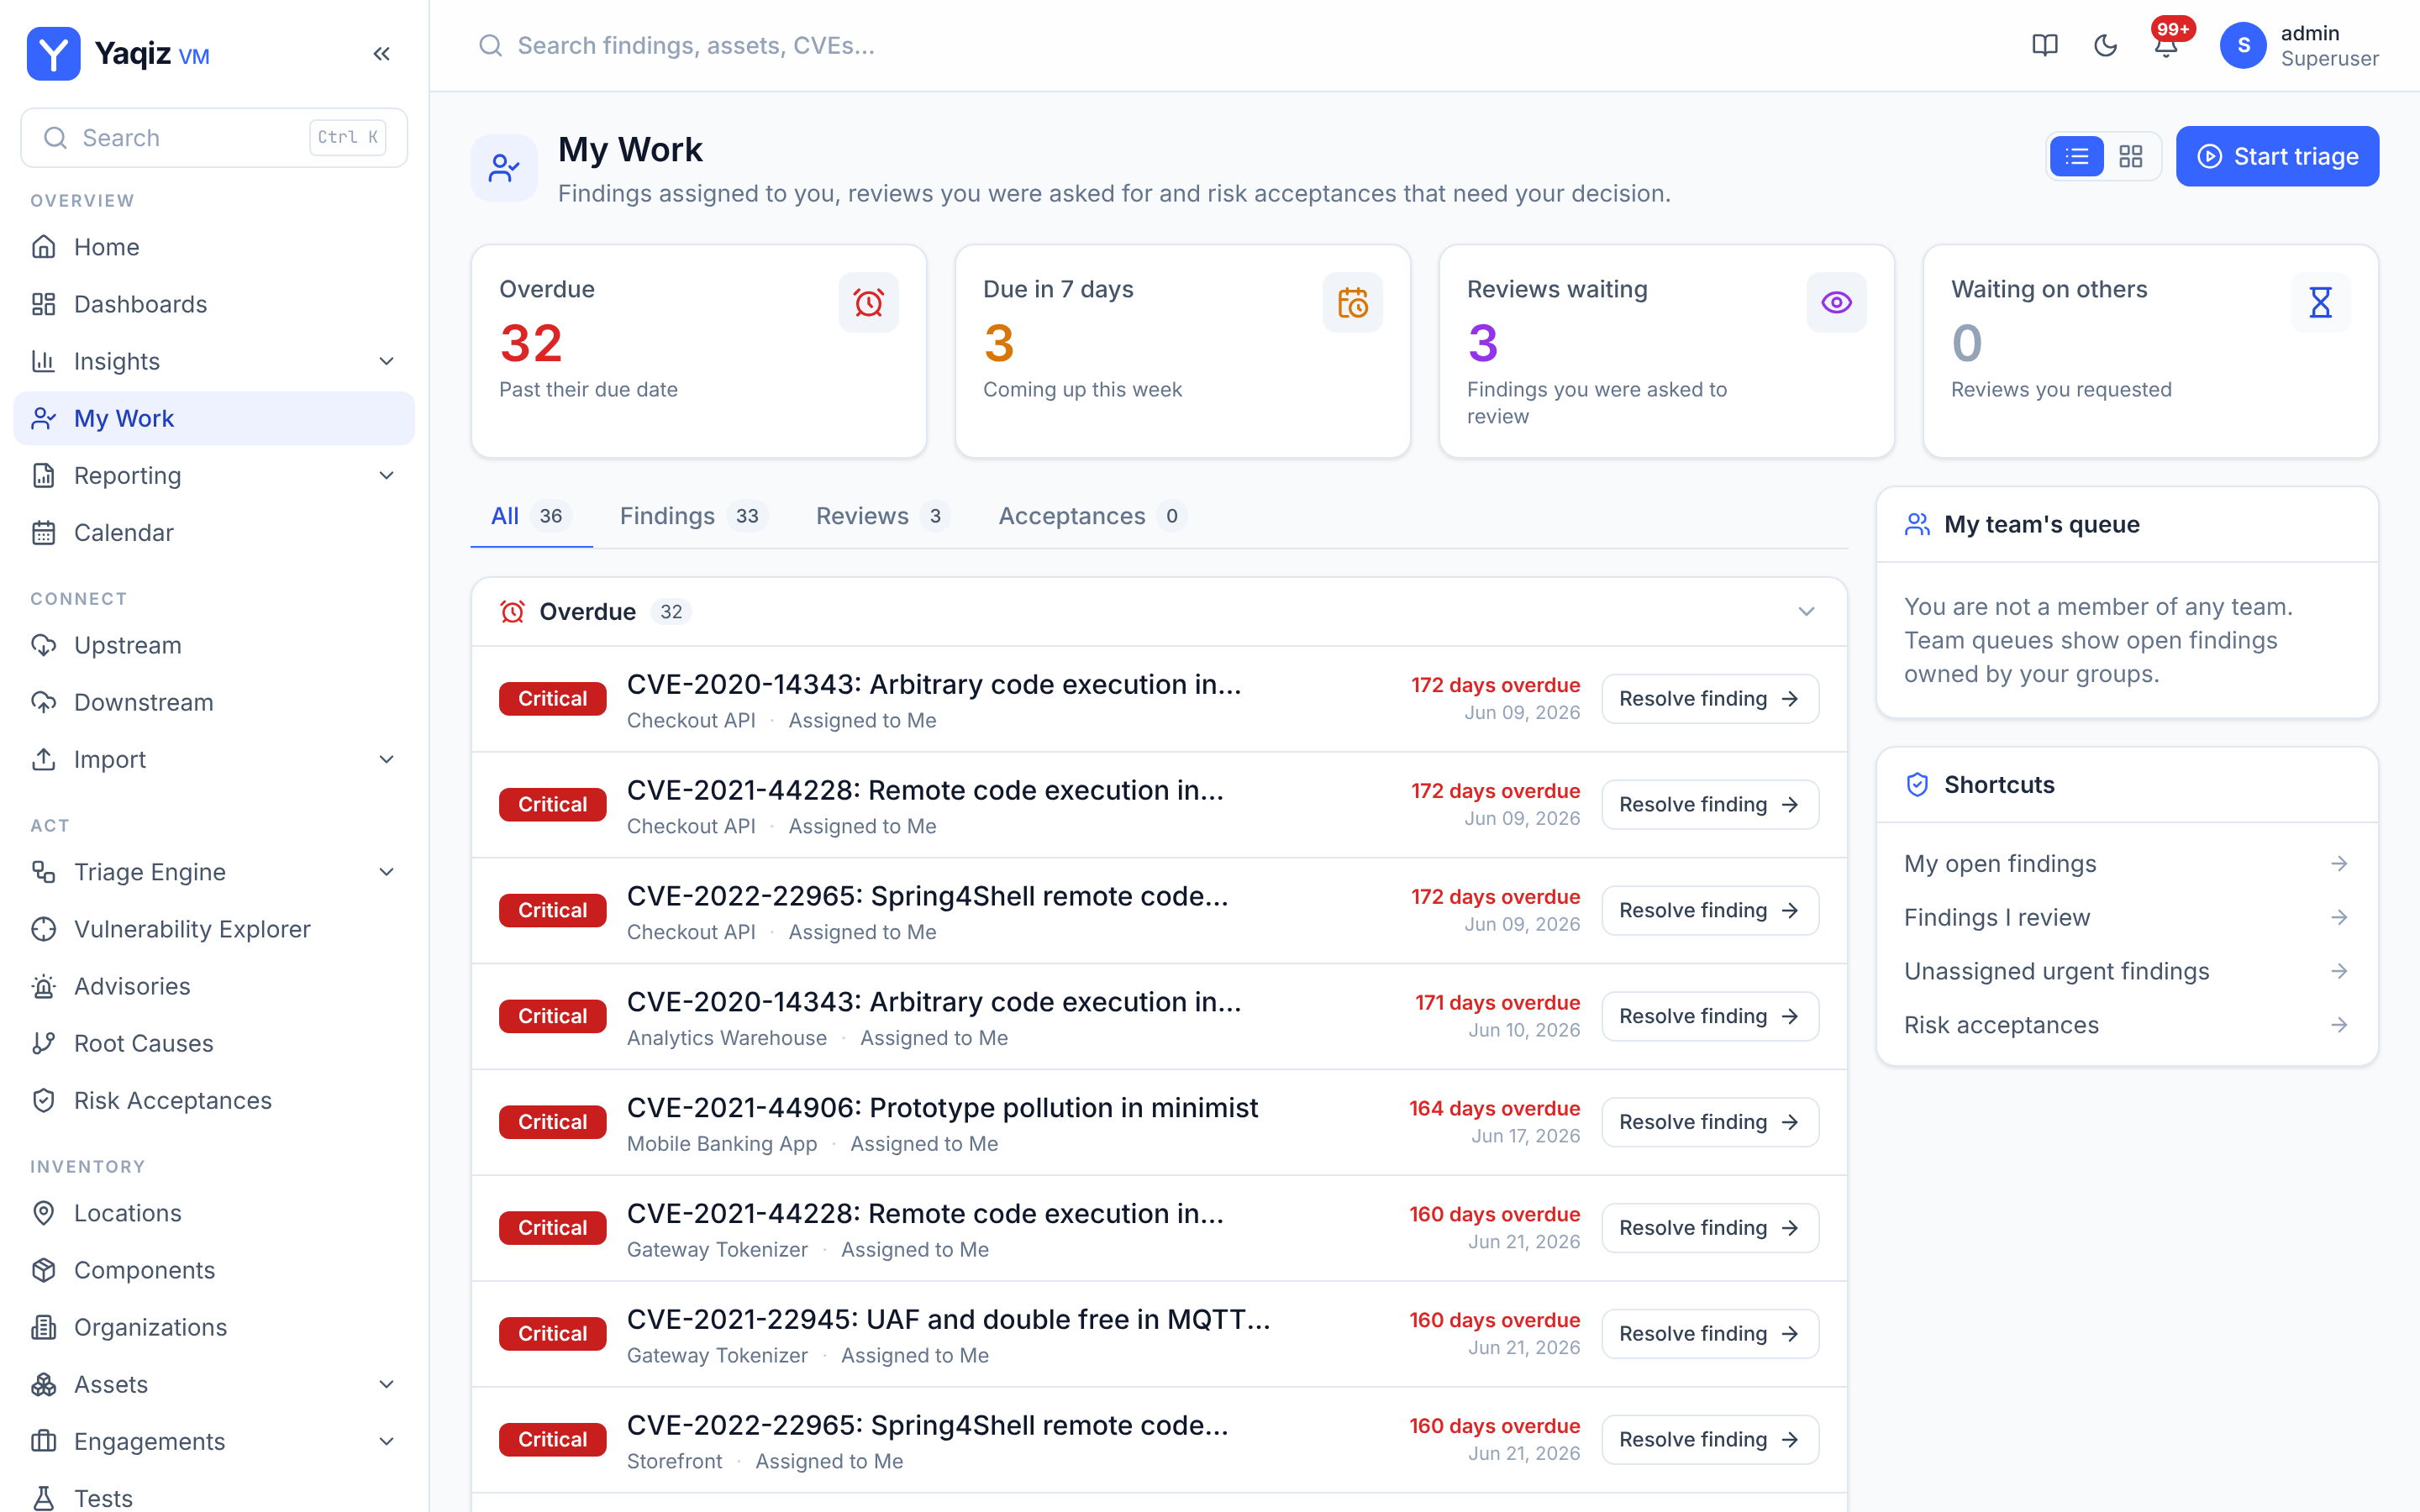 Yaqiz VM
Search
Ctrl K
OVERVIEW
Home
Dashboards
Insights
My Work
Reporting
Calendar
CONNECT
Upstream
Downstream
Import
ACT
Triage Engine
Vulnerability Explorer
Advisories
Root Causes
Risk Acceptances
INVENTORY
Locations
Components
Organizations
Assets
Engagements
Tests
Search findings, assets, CVEs...
99+
S
admin
Superuser
My Work
Findings assigned to you, reviews you were asked for and risk acceptances that need your decision.
Start triage
Overdue
32
Past their due date
Due in 7 days
3
Coming up this week
Reviews waiting
3
Findings you were asked to
review
Waiting on others
0
Reviews you requested
All 36
Findings 33
Reviews 3
Acceptances 0
Overdue 32
Critical
CVE-2020-14343: Arbitrary code execution in...
Checkout API · Assigned to Me
172 days overdue
Jun 09, 2026
Resolve finding
Critical
CVE-2021-44228: Remote code execution in...
Checkout API · Assigned to Me
172 days overdue
Jun 09, 2026
Resolve finding
Critical
CVE-2022-22965: Spring4Shell remote code...
Checkout API · Assigned to Me
172 days overdue
Jun 09, 2026
Resolve finding
Critical
CVE-2020-14343: Arbitrary code execution in...
Analytics Warehouse · Assigned to Me
171 days overdue
Jun 10, 2026
Resolve finding
Critical
CVE-2021-44906: Prototype pollution in minimist
Mobile Banking App · Assigned to Me
164 days overdue
Jun 17, 2026
Resolve finding
Critical
CVE-2021-44228: Remote code execution in...
Gateway Tokenizer · Assigned to Me
160 days overdue
Jun 21, 2026
Resolve finding
Critical
CVE-2021-22945: UAF and double free in MQTT...
Gateway Tokenizer · Assigned to Me
160 days overdue
Jun 21, 2026
Resolve finding
Critical
CVE-2022-22965: Spring4Shell remote code...
Storefront · Assigned to Me
160 days overdue
Jun 21, 2026
Resolve finding
My team's queue
You are not a member of any team.
Team queues show open findings
owned by your groups.
Shortcuts
My open findings
Findings I review
Unassigned urgent findings
Risk acceptances